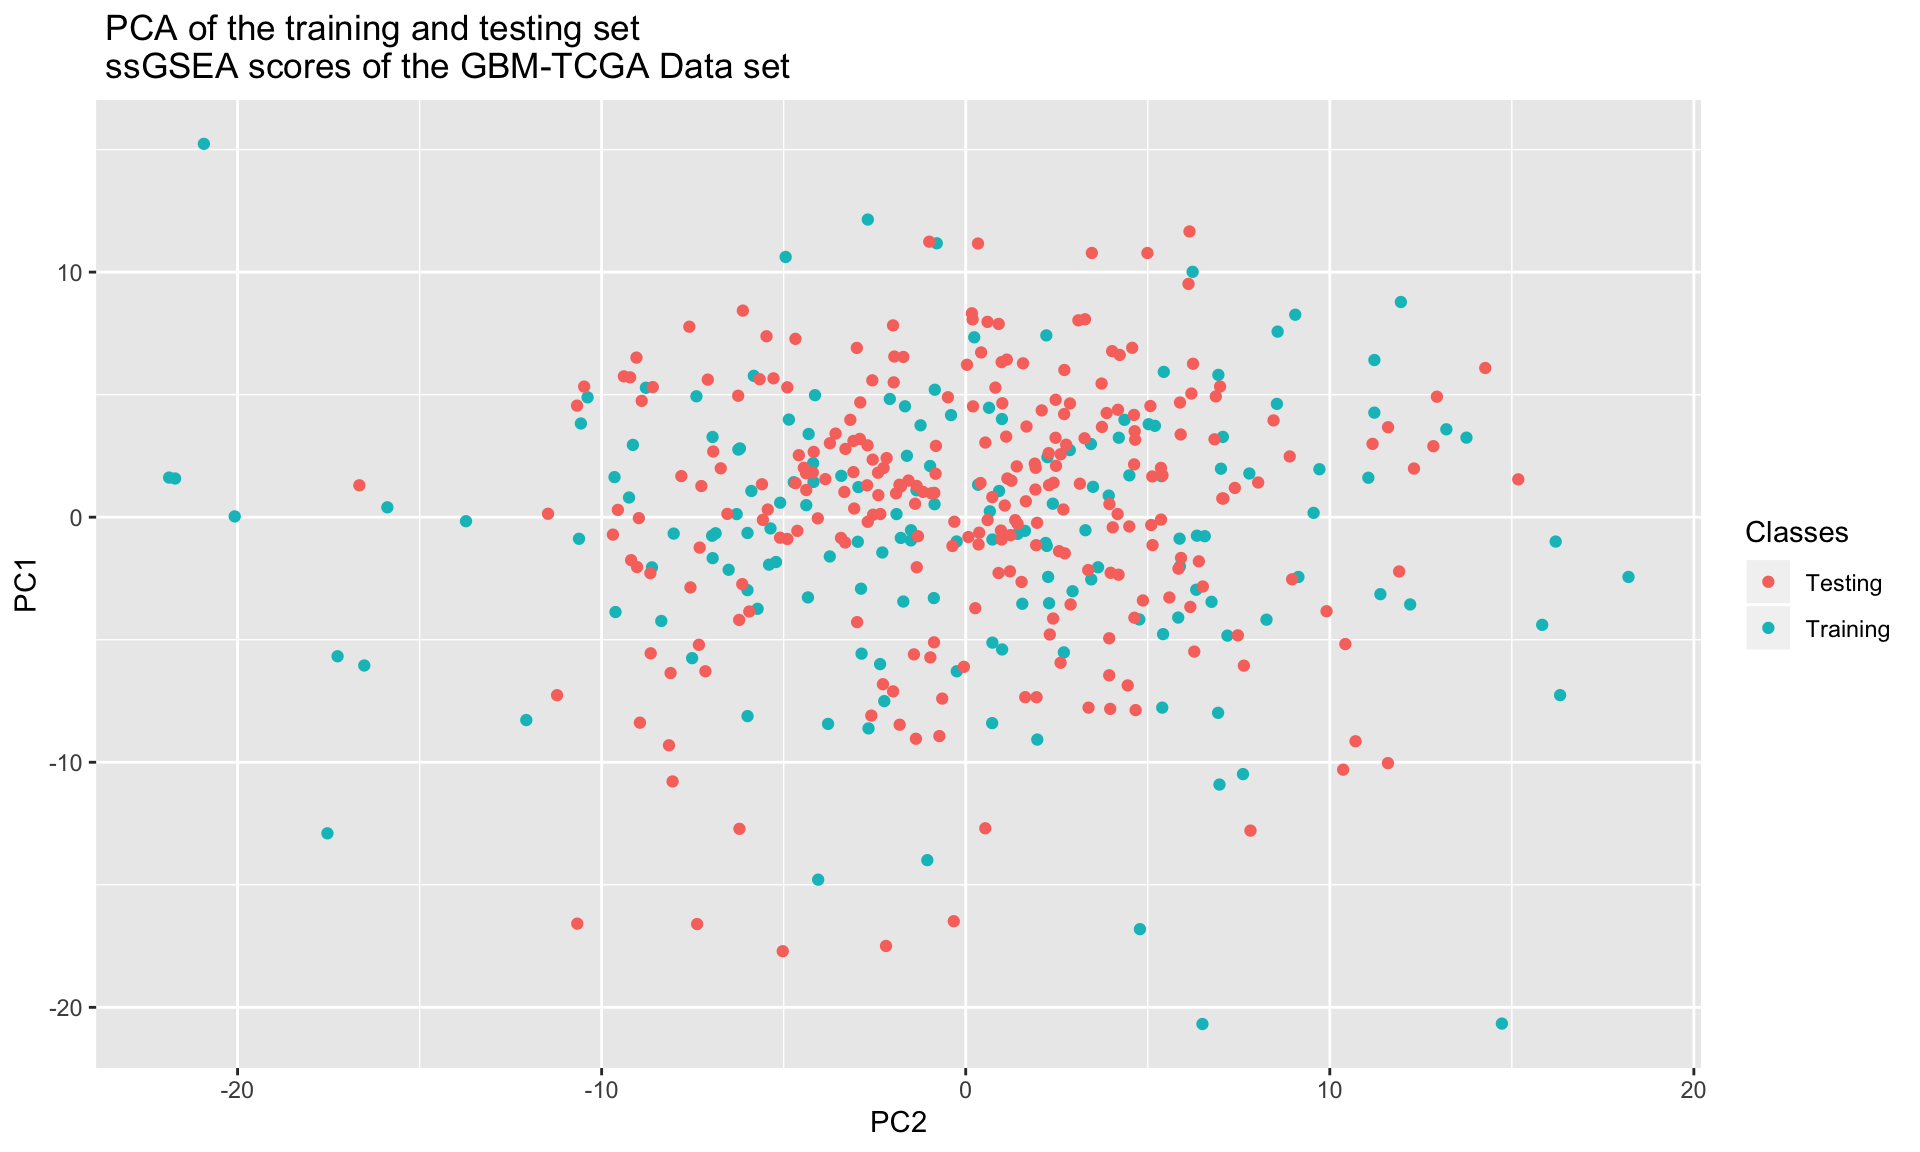 PCA of the training and testing set
ssGSEA scores of the GBM-TCGA Data set
PC1
10
0
-10
-20
-20
-10
0
10
20
PC2
Classes
Testing
Training